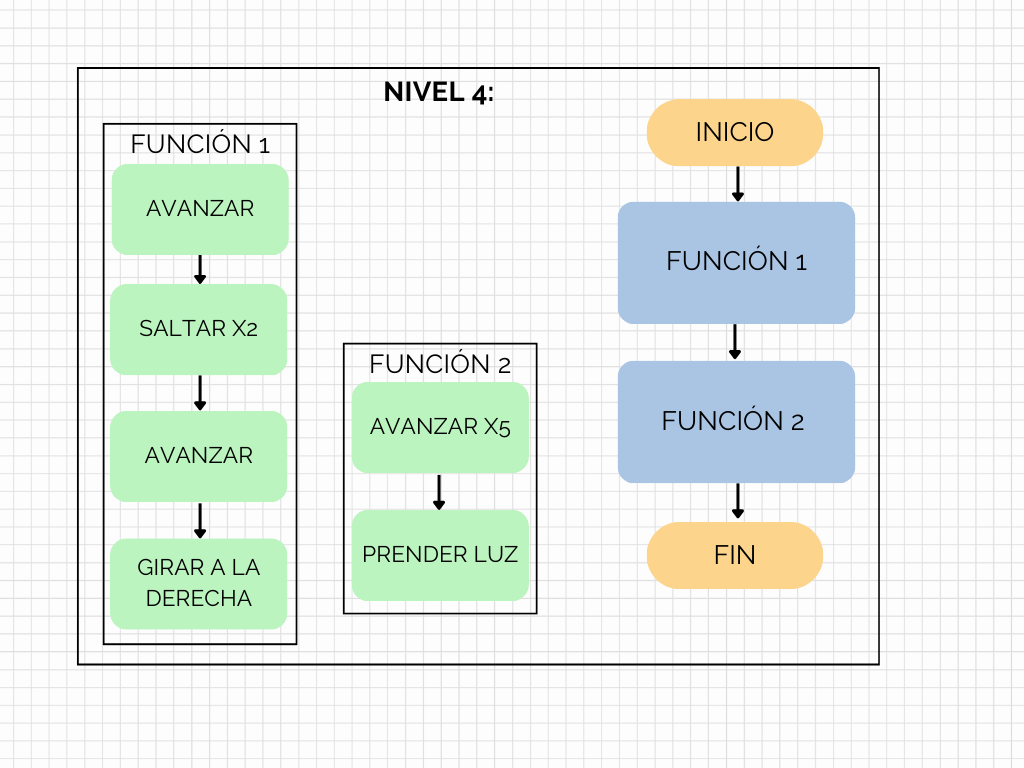 NIVEL 4:
FUNCIÓN 1
AVANZAR
SALTAR X2
AVANZAR
GIRAR A LA
DERECHA
FUNCIÓN 2
AVANZAR X5
PRENDER LUZ
INICIO
FUNCIÓN 1
FUNCIÓN 2
FIN